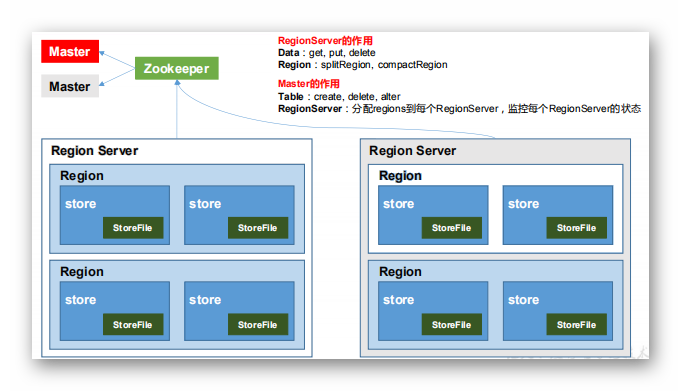 Master
Master
Zookeeper
RegionServer的作用
Data：get, put, delete
Region：splitRegion, compactRegion
Master的作用
Table：create, delete, alter
RegionServer：分配regions到每个RegionServer，监控每个RegionServer的状态
Region Server
Region
store
StoreFile
store
StoreFile
Region
store
StoreFile
store
StoreFile
Region Server
Region
store
StoreFile
store
StoreFile
Region
store
StoreFile
store
StoreFile